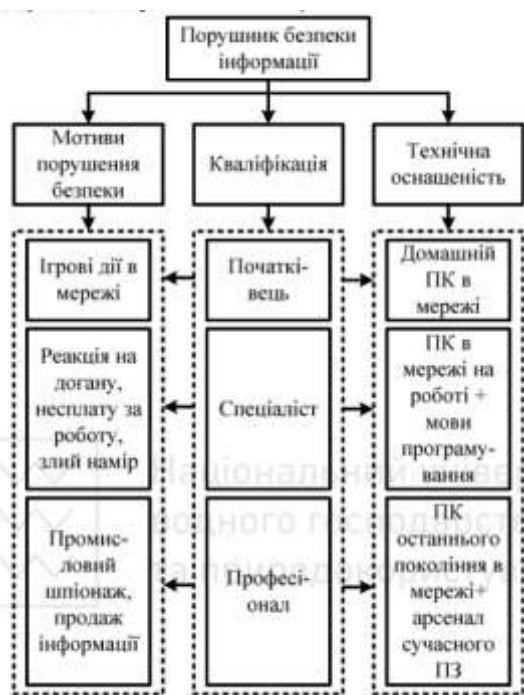 Порушник безпеки
інформації
Мотиви
порушення
безпеки
Кваліфікація
Технічна
оснащеність
Ігрові дії в
мережі
Початкі-
вець
Домашній
ПК в
мережі
Реакція на
догану,
несплату за
роботу,
злий намір
Спеціаліст
ПК в
мережі на
роботі +
мови
програму-
вання
Промис-
ловий
шпіонаж,
продаж
інформації
Професі-
онал
ПК
останнього
покоління в
мережі+
арсенал
сучасного
ПЗ